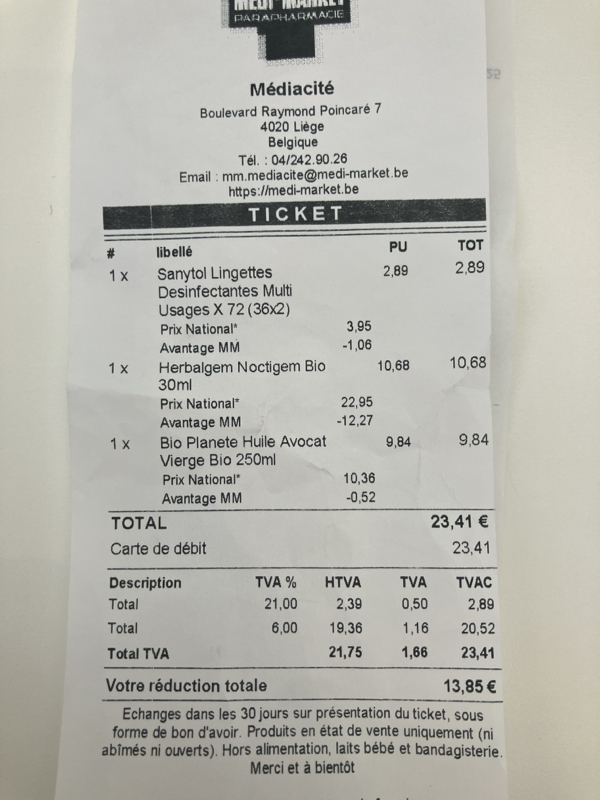 MEDI MARKET
PARAPHARMACIE
Médiacité
Boulevard Raymond Poincaré 7
4020 Liège
Belgique
Tél. : 04/242.90.26
Email : mm.mediacite@medi-market.be
https://medi-market.be
TICKET
# libellé PU TOT
1 x Sanytol Lingettes 2,89 2,89
Desinfectantes Multi
Usages X 72 (36x2)
Prix National* 3,95
Avantage MM -1,06
1 x Herbalgem Noctigem Bio 10,68 10,68
30ml
Prix National* 22,95
Avantage MM -12,27
1 x Bio Planete Huile Avocat 9,84 9,84
Vierge Bio 250ml
Prix National* 10,36
Avantage MM -0,52
TOTAL 23,41 €
Carte de débit 23,41
Description TVA % HTVA TVA TVAC
Total 21,00 2,39 0,50 2,89
Total 6,00 19,36 1,16 20,52
Total TVA 21,75 1,66 23,41
Votre réduction totale 13,85 €
Echanges dans les 30 jours sur présentation du ticket, sous
forme de bon d'avoir. Produits en état de vente uniquement (ni
abîmés ni ouverts). Hors alimentation, laits bébé et bandagisterie.
Merci et à bientôt